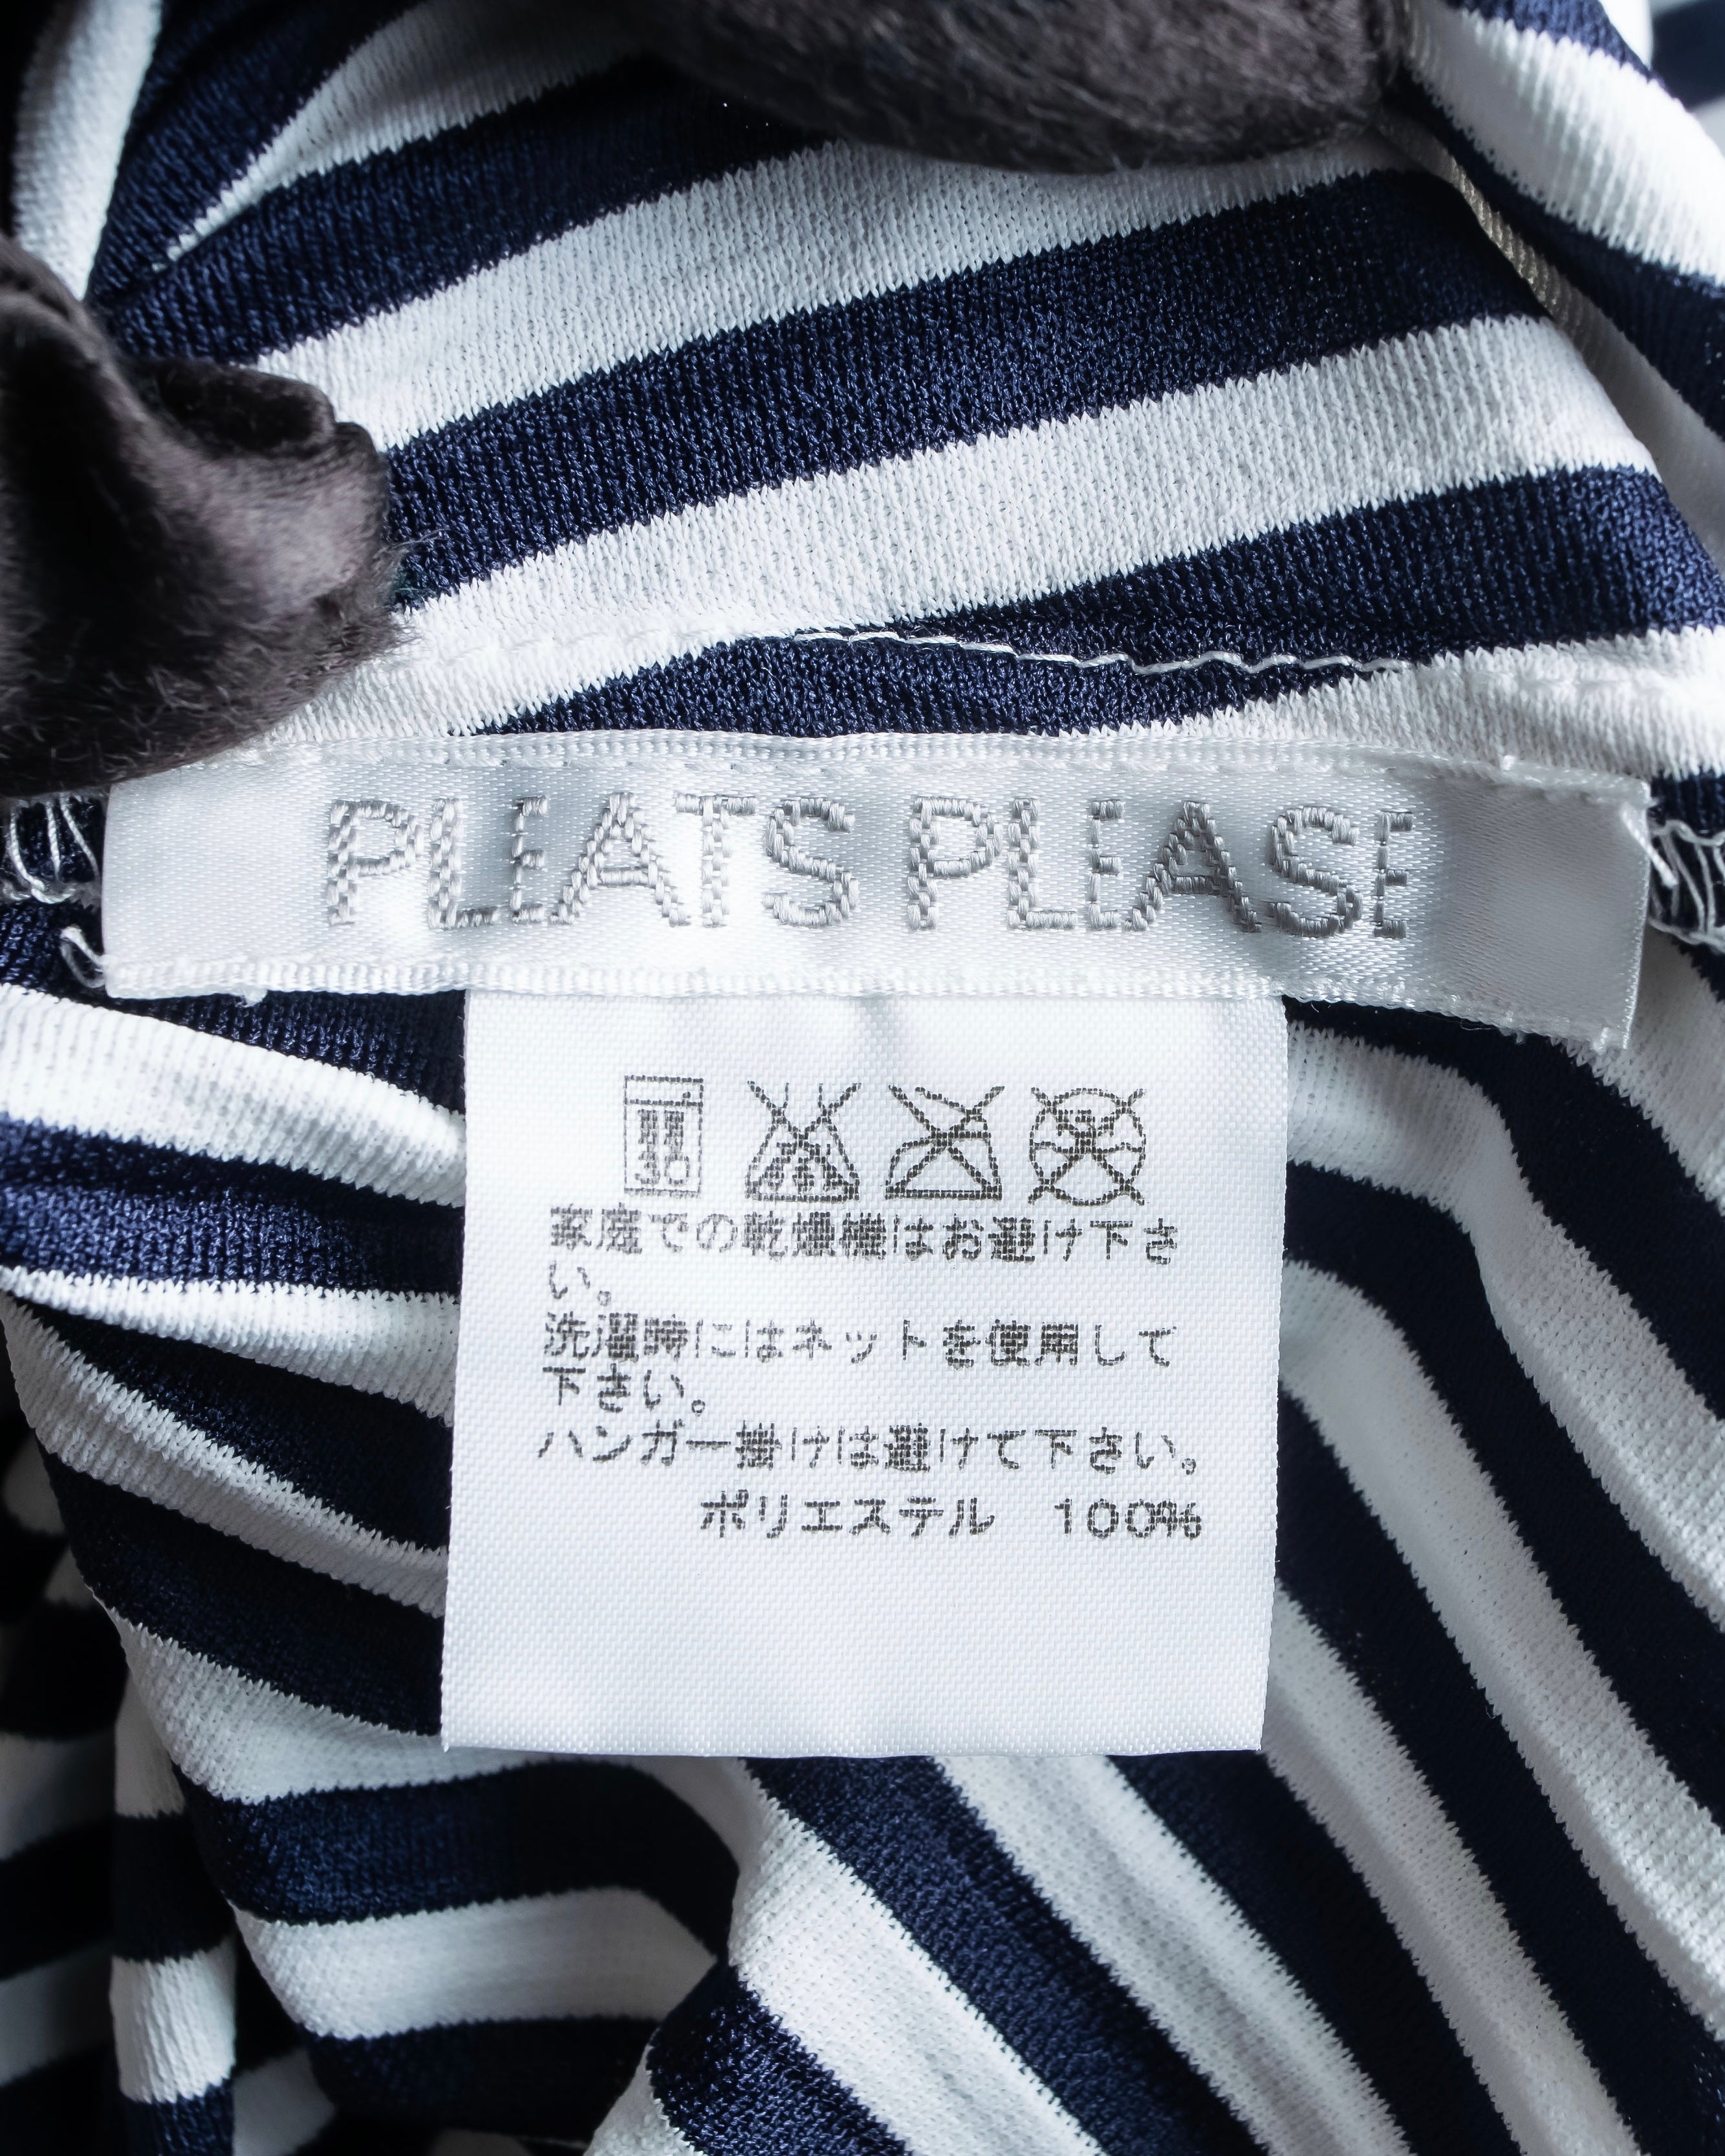 PLEATS PLEASE
30
家庭での乾燥機はお避け下さ
い。
洗濯時にはネットを使用して
下さい。
ハンガー掛けは避けて下さい。
ポリエステル 100%